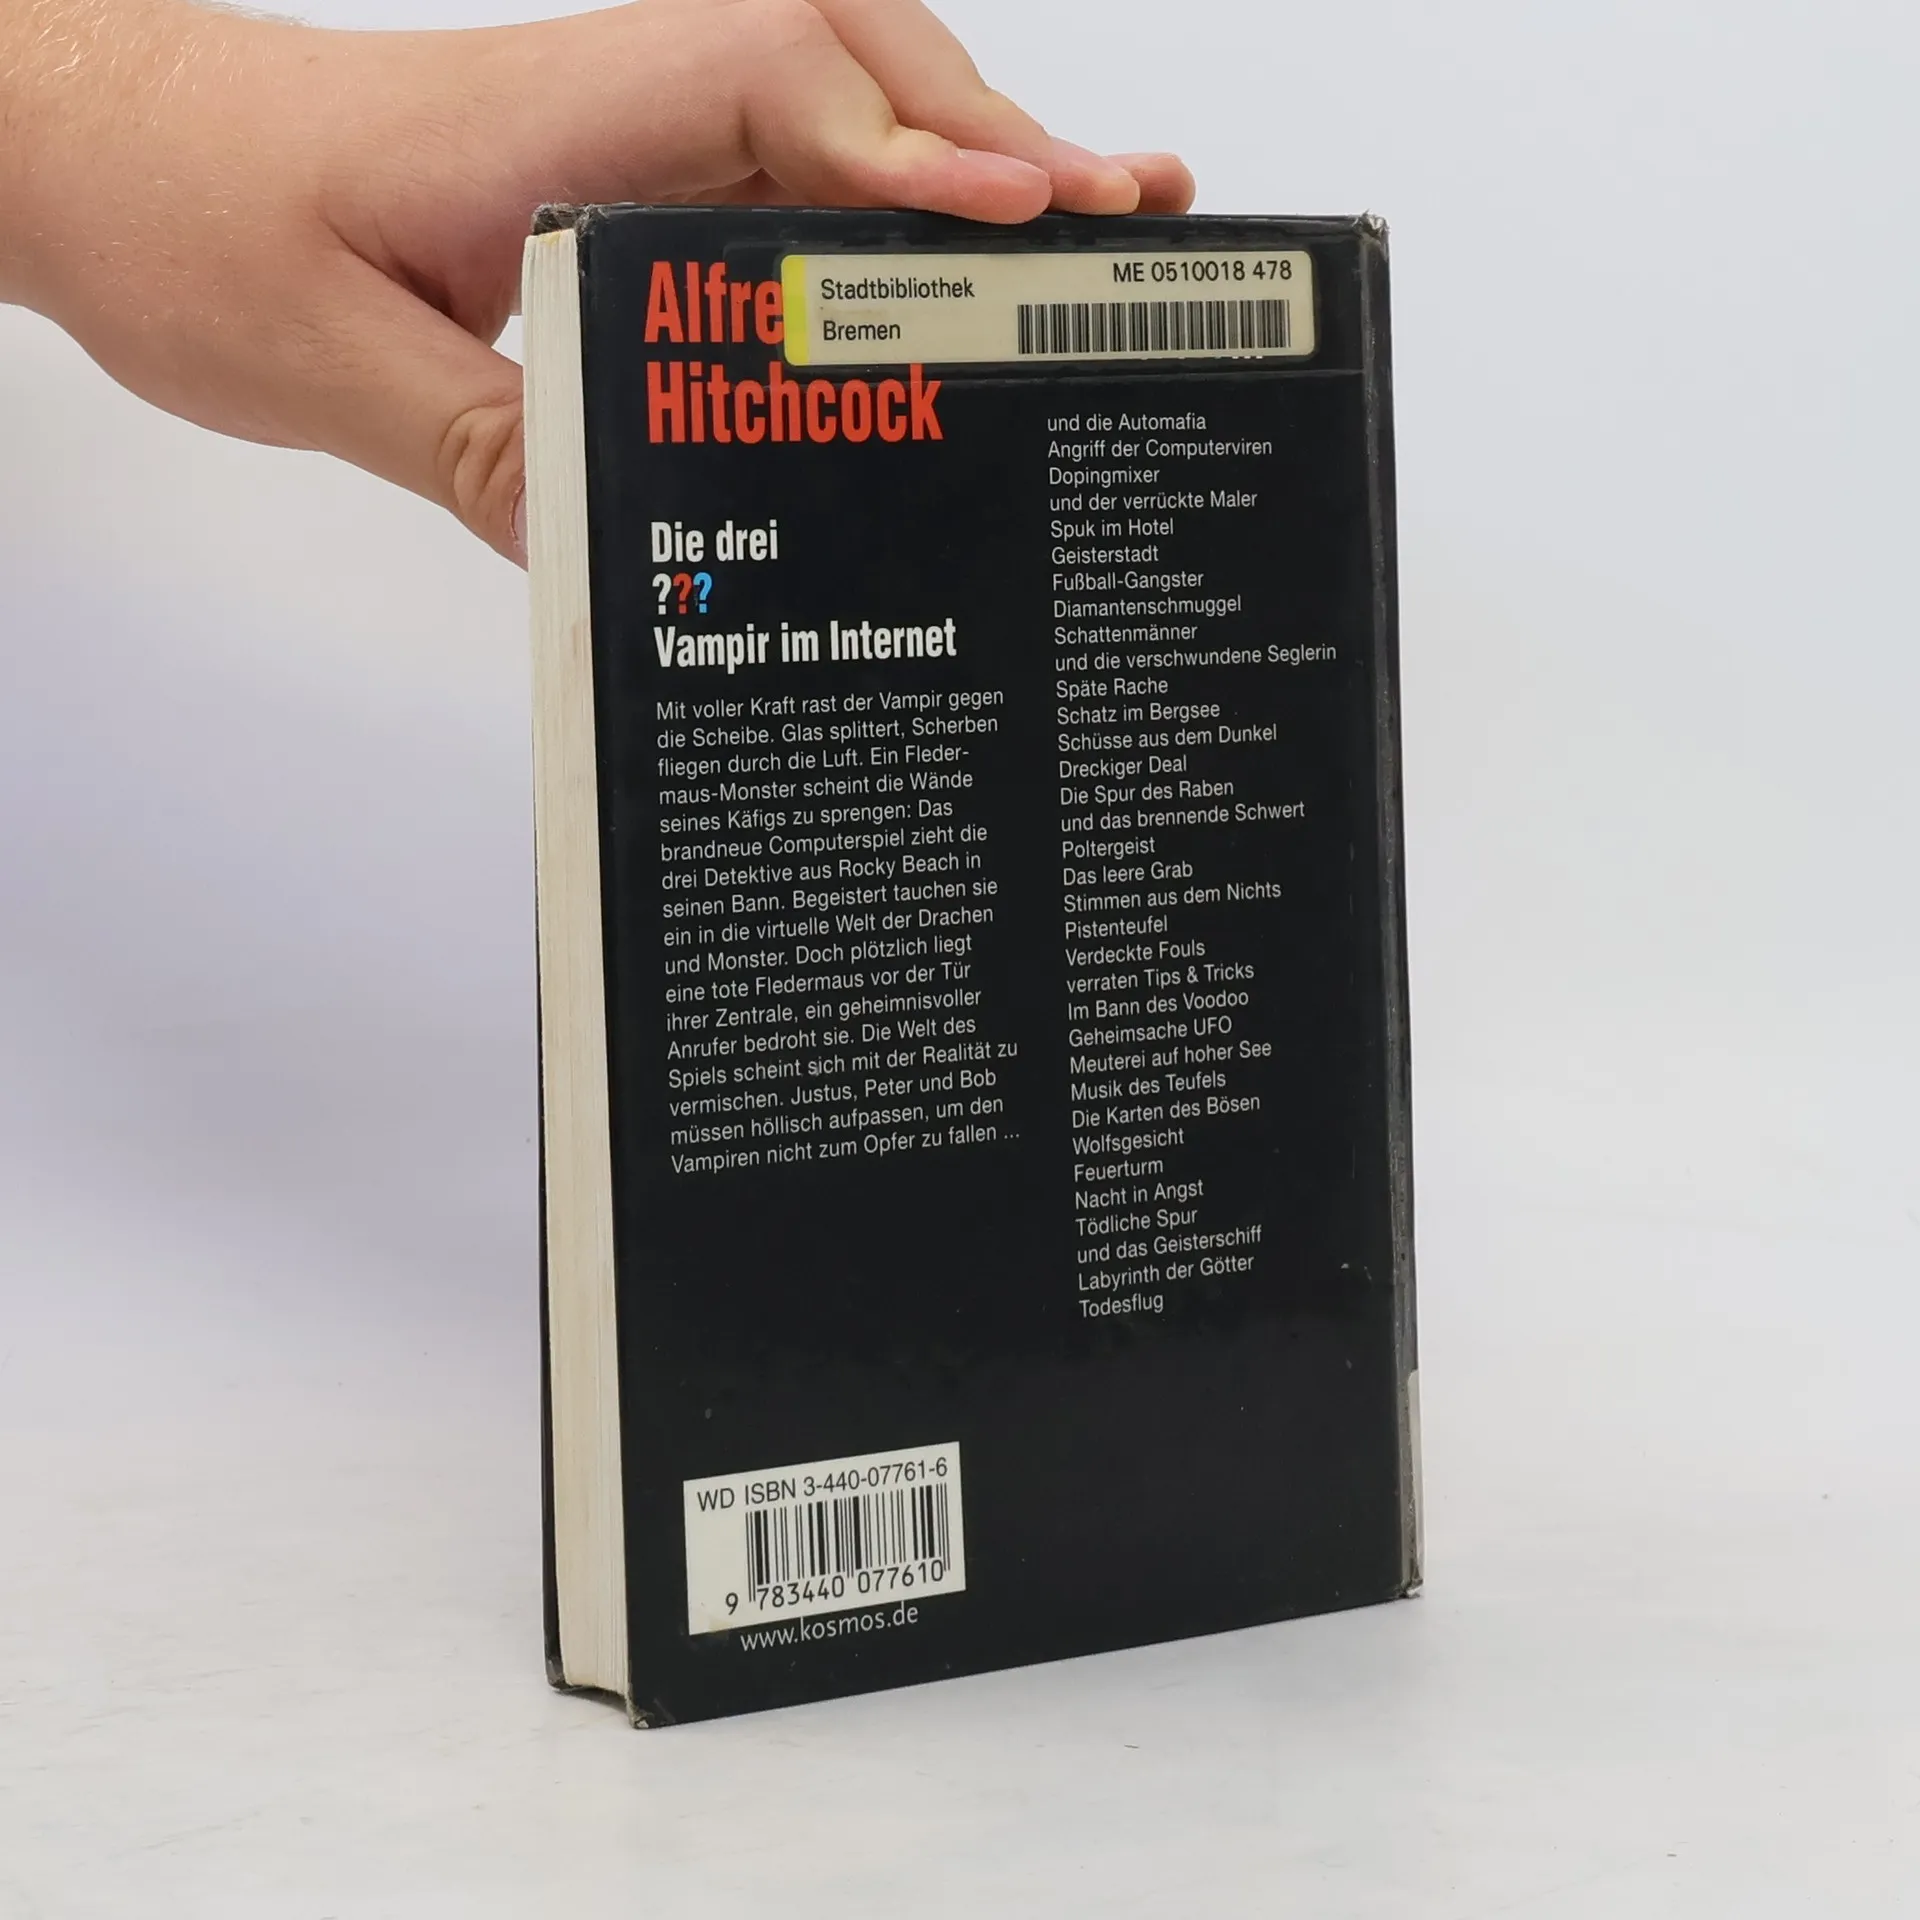 Stadtbibliothek
Bremen
ME 0510018 478
Alfre
Hitchcock
Die drei
???
Vampir im Internet
Mit voller Kraft rast der Vampir gegen
die Scheibe. Glas splittert, Scherben
fliegen durch die Luft. Ein Fleder-
maus-Monster scheint die Wände
seines Käfigs zu sprengen: Das
brandneue Computerspiel zieht die
drei Detektive aus Rocky Beach in
seinen Bann. Begeistert tauchen sie
ein in die virtuelle Welt der Drachen
und Monster. Doch plötzlich liegt
eine tote Fledermaus vor der Tür
ihrer Zentrale, ein geheimnisvoller
Anrufer bedroht sie. Die Welt des
Spiels scheint sich mit der Realität zu
vermischen. Justus, Peter und Bob
müssen höllisch aufpassen, um den
Vampiren nicht zum Opfer zu fallen ...
und die Automafia
Angriff der Computerviren
Dopingmixer
und der verrückte Maler
Spuk im Hotel
Geisterstadt
Fußball-Gangster
Diamantenschmuggel
Schattenmänner
und die verschwundene Seglerin
Späte Rache
Schatz im Bergsee
Schüsse aus dem Dunkel
Dreckiger Deal
Die Spur des Raben
und das brennende Schwert
Poltergeist
Das leere Grab
Stimmen aus dem Nichts
Pistenteufel
Verdeckte Fouls
verraten Tips & Tricks
Im Bann des Voodoo
Geheimsache UFO
Meuterei auf hoher See
Musik des Teufels
Die Karten des Bösen
Wolfsgesicht
Feuerturm
Nacht in Angst
Tödliche Spur
und das Geisterschiff
Labyrinth der Götter
Todesflug
WD ISBN 3-440-07761-6
9 783440 077610
www.kosmos.de